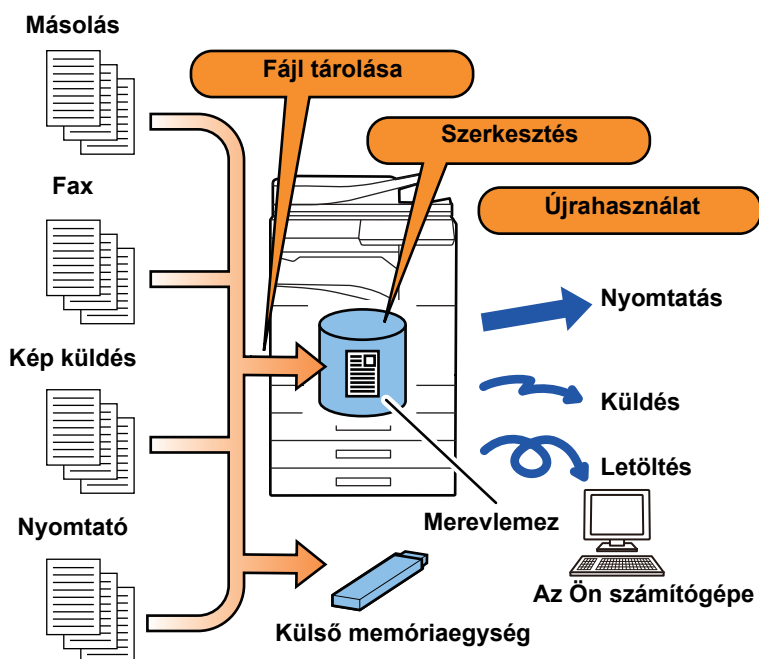 Másolás
Fax
Kép küldés
Nyomtató
Fájl tárolása
Szerkesztés
Újrahasználat
Nyomtatás
Küldés
Letöltés
Merevlemez
Az Ön számítógépe
Külső memóriaegység